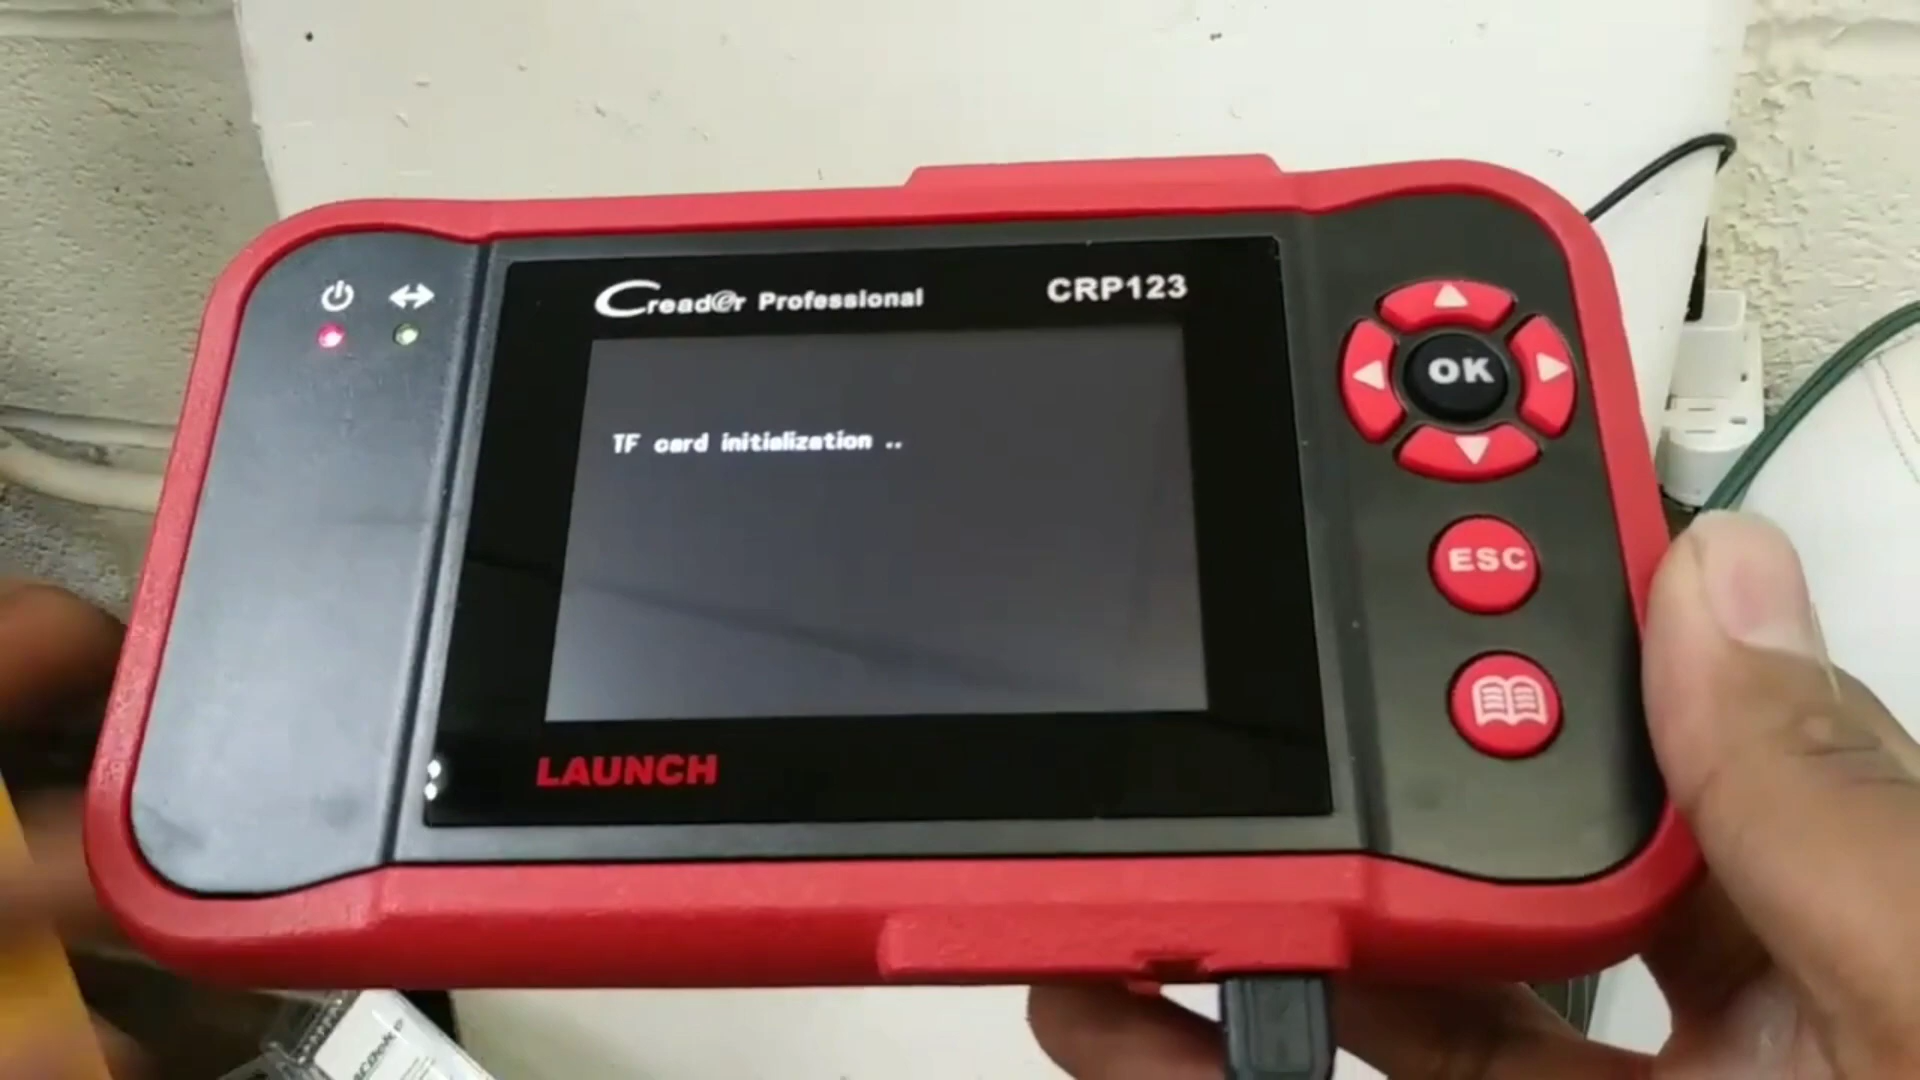 Creader Professional CRP123
TF card initialization ..
OK
ESC
LAUNCH